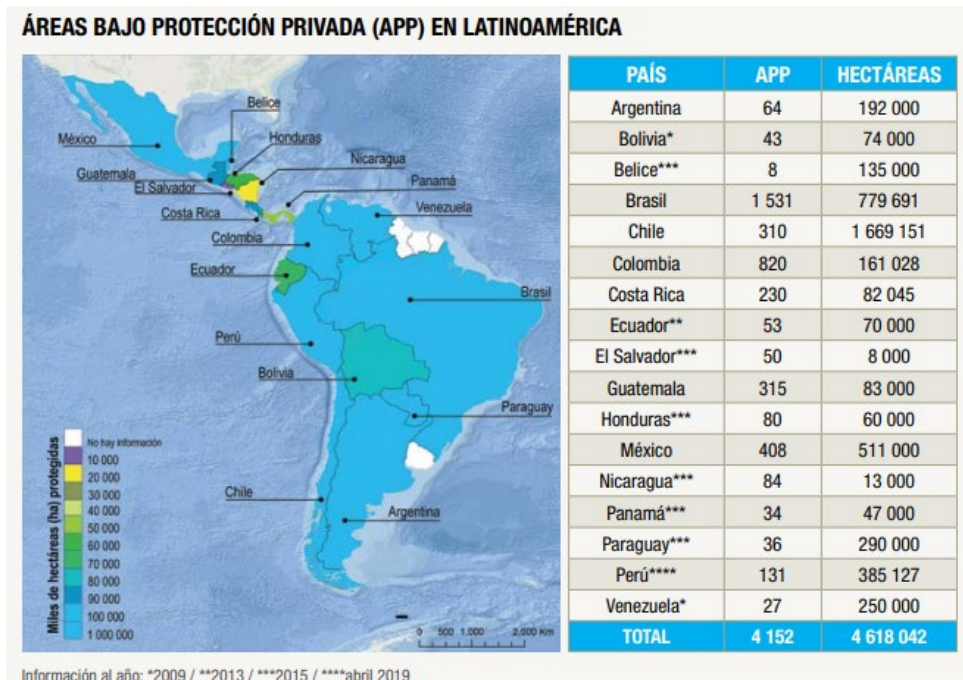 ÁREAS BAJO PROTECCIÓN PRIVADA (APP) EN LATINOAMÉRICA
Belice
México
Honduras
Guatemala
Nicaragua
El Salvador
Panamá
Costa Rica
Venezuela
Colombia
Ecuador
Brasil
Perú
Bolivia
Paraguay
Chile
Argentina
Miles de hectáreas (ha) protegidas
No hay información
10 000
20 000
30 000
40 000
50 000
60 000
70 000
80 000
90 000
100 000
1 000 000
0 500 1.000 2.000 Km
PAÍS APP HECTÁREAS
Argentina 64 192 000
Bolivia* 43 74 000
Belice*** 8 135 000
Brasil 1 531 779 691
Chile 310 1 669 151
Colombia 820 161 028
Costa Rica 230 82 045
Ecuador** 53 70 000
El Salvador*** 50 8 000
Guatemala 315 83 000
Honduras*** 80 60 000
México 408 511 000
Nicaragua*** 84 13 000
Panamá*** 34 47 000
Paraguay*** 36 290 000
Perú**** 131 385 127
Venezuela* 27 250 000
TOTAL 4 152 4 618 042
Información al año: *2009 / **2013 / ***2015 / ****abril 2019